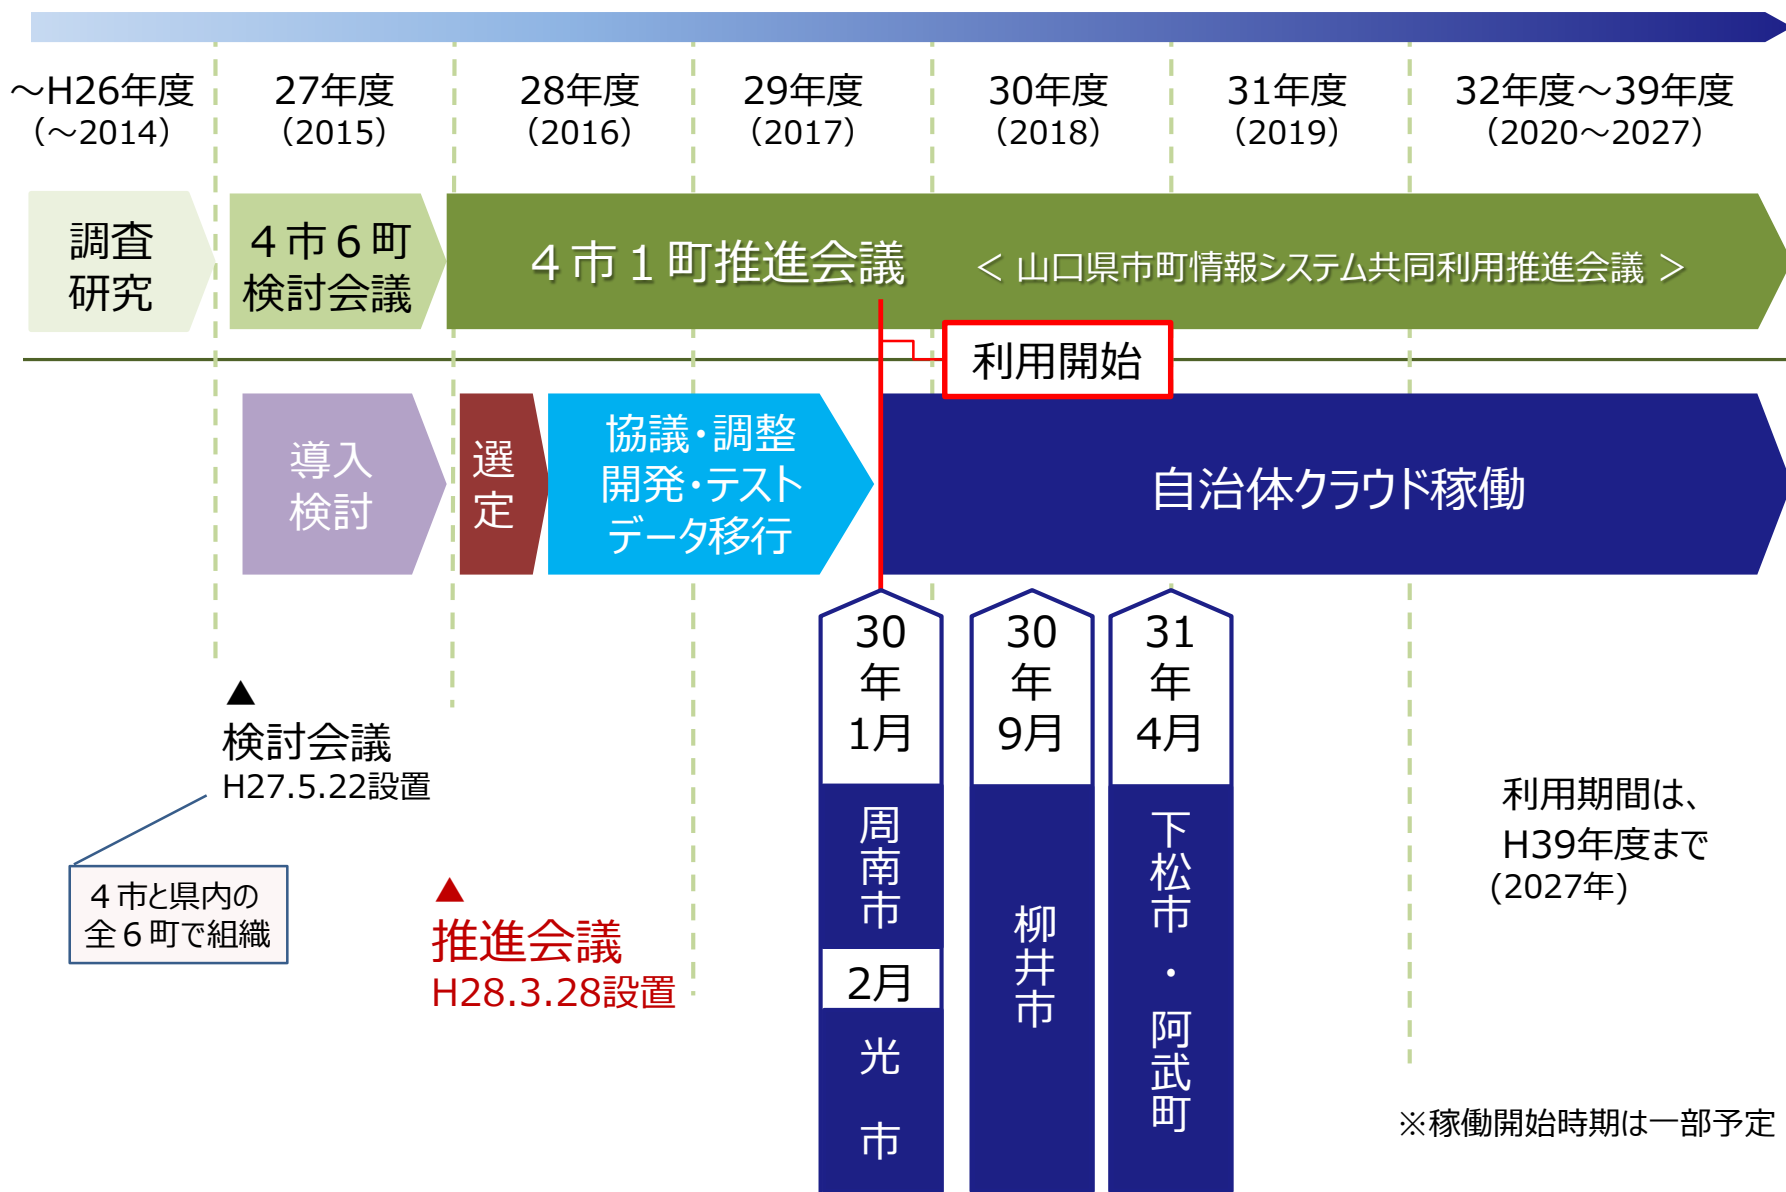 ～H26年度
（～2014）
27年度
（2015）
28年度
（2016）
29年度
（2017）
30年度
（2018）
31年度
（2019）
32年度～39年度
（2020～2027）
調査
研究
４市６町
検討会議
４市１町推進会議 ＜ 山口県市町情報システム共同利用推進会議 ＞
利用開始
導入
検討
選
定
協議・調整
開発・テスト
データ移行
自治体クラウド稼働
30
年
1月
周南市
2月
光市
30
年
9月
柳井市
31
年
4月
下松市・阿武町
▲
検討会議
H27.5.22設置
４市と県内の
全６町で組織
▲
推進会議
H28.3.28設置
利用期間は、
H39年度まで
(2027年)
※稼働開始時期は一部予定